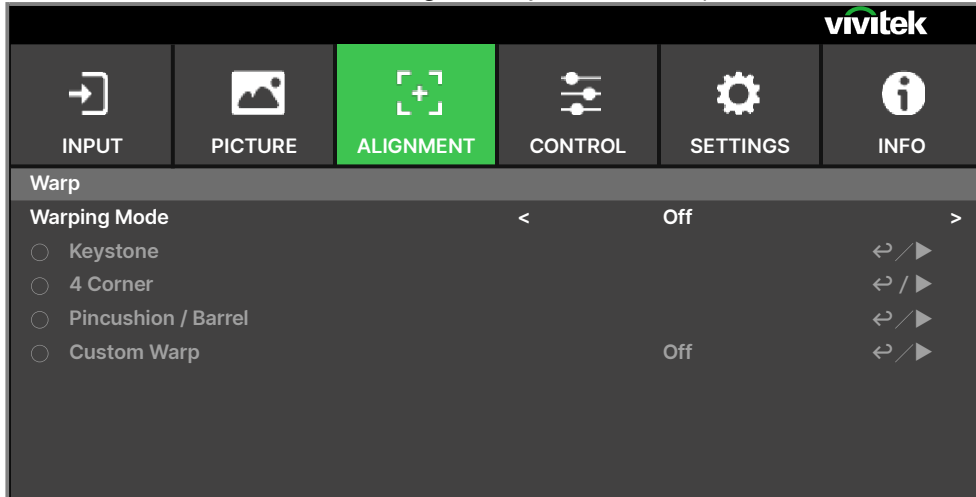 vivitek
INPUT PICTURE ALIGNMENT CONTROL SETTINGS INFO
Warp
Warping Mode < Off >
Keystone
4 Corner
Pincushion / Barrel
Custom Warp Off